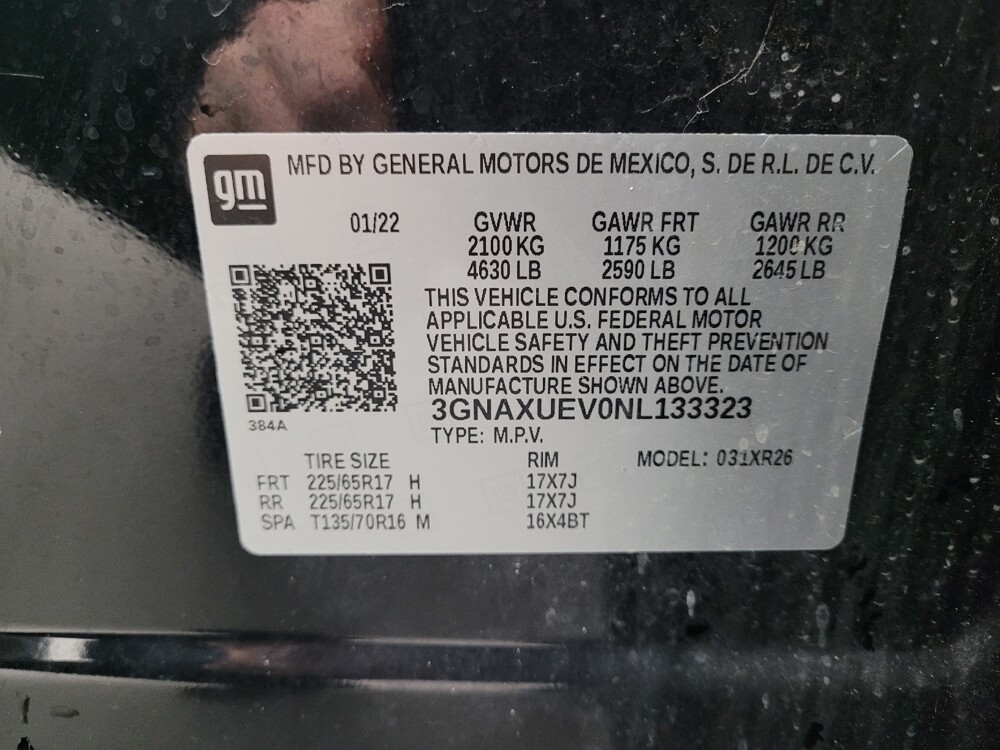 gm
MFD BY GENERAL MOTORS DE MEXICO, S. DE R.L. DE C.V.
01/22 GVWR GAWR FRT GAWR RR
2100 KG 1175 KG 1200 KG
4630 LB 2590 LB 2645 LB
THIS VEHICLE CONFORMS TO ALL
APPLICABLE U.S. FEDERAL MOTOR
VEHICLE SAFETY AND THEFT PREVENTION
STANDARDS IN EFFECT ON THE DATE OF
MANUFACTURE SHOWN ABOVE.
3GNAXUEV0NL133323
384A
TYPE: M.P.V.
TIRE SIZE RIM MODEL: 031XR26
FRT 225/65R17 H 17X7J
RR 225/65R17 H 17X7J
SPA T135/70R16 M 16X4BT